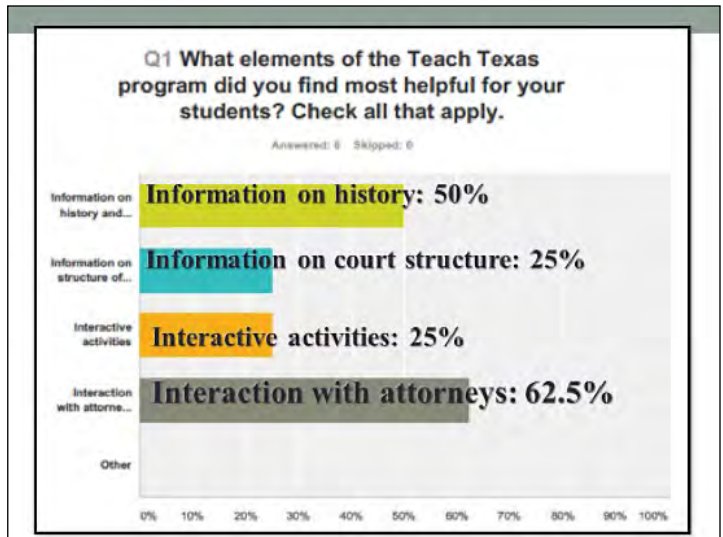 Q1 What elements of the Teach Texas
program did you find most helpful for your
students? Check all that apply.
Answered: Skipped:
Information on
history and...
Information on history: 50%
Information on
structure of...
Information on court structure: 25%
Interactive
activities
Interactive activities: 25%
Interaction
with attorne...
Interaction with attorneys: 62.5%
Other
0% 10% 20% 30% 40% 50% 60% 70% 80% 90% 100%